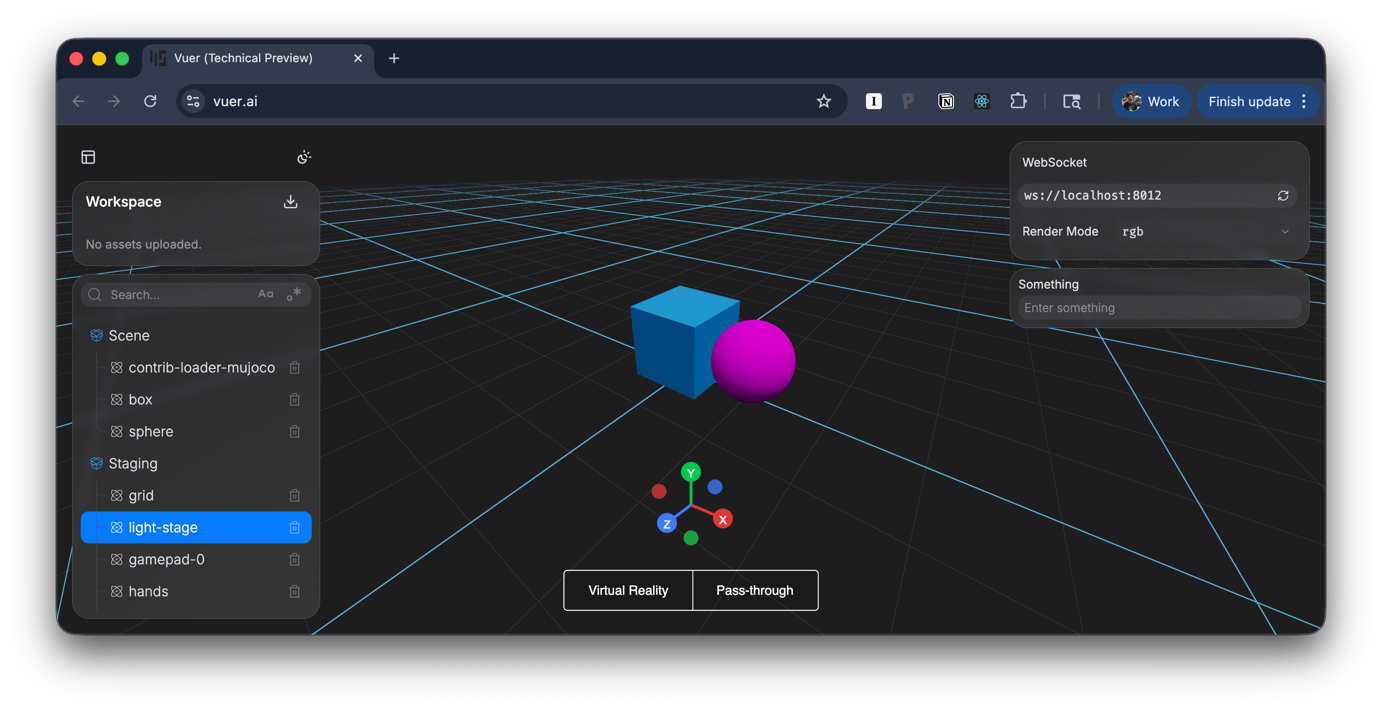 Vuer (Technical Preview)
vuer.ai
Work
Finish update
Workspace
No assets uploaded.
Search...
Aa
Scene
contrib-loader-mujoco
box
sphere
Staging
grid
light-stage
gamepad-0
hands
Y
Z
X
Virtual Reality
Pass-through
WebSocket
ws://localhost:8012
Render Mode rgb
Something
Enter something